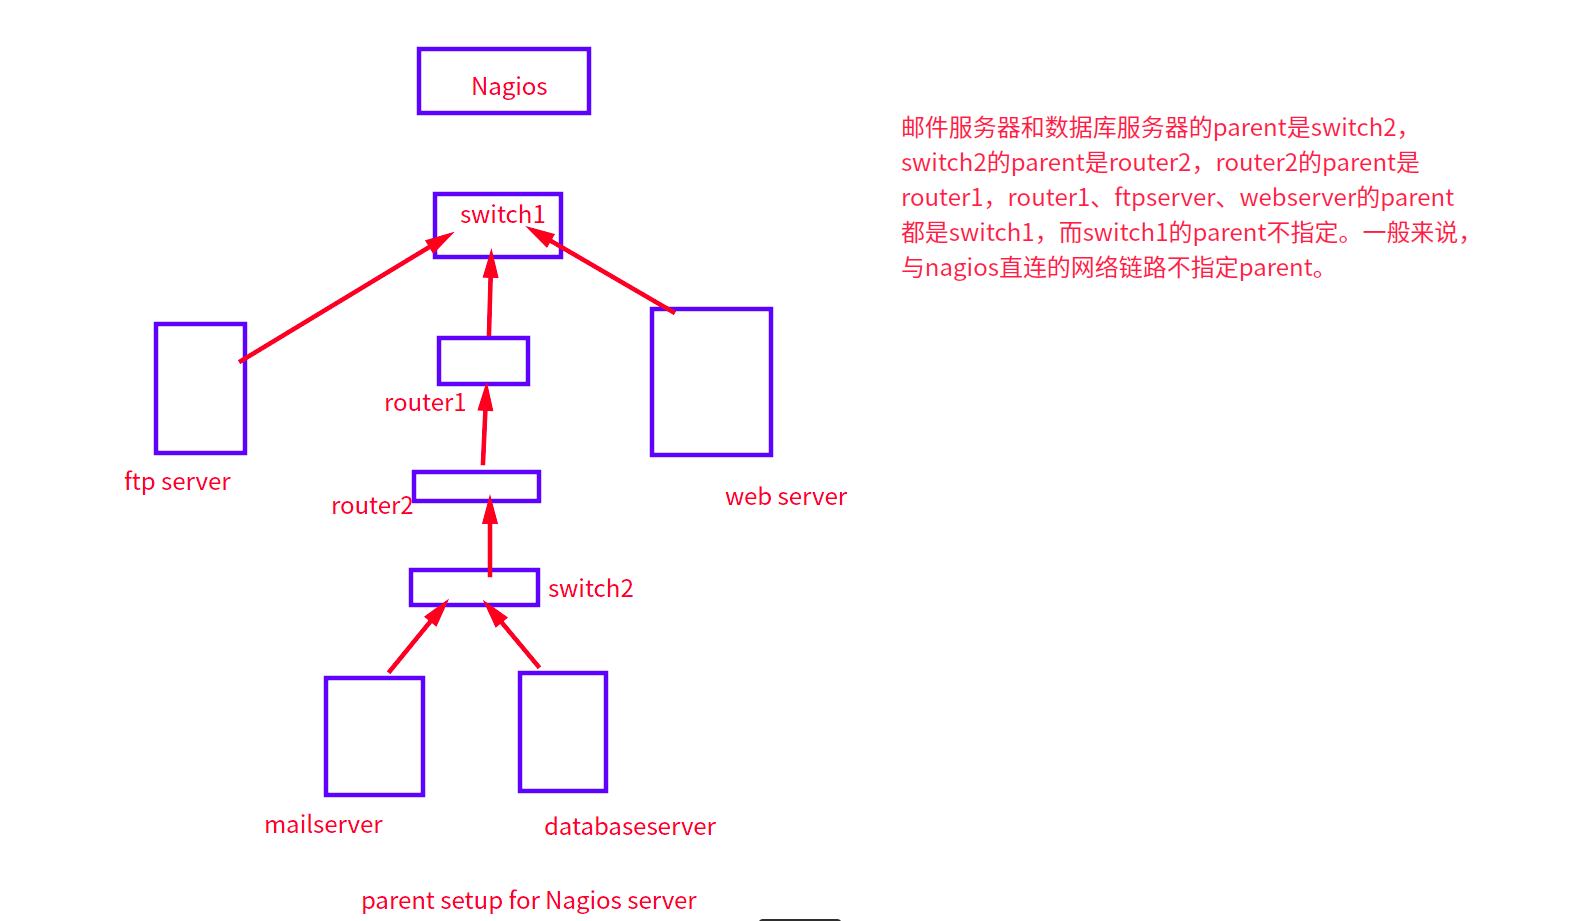 Nagios
邮件服务器和数据库服务器的parent是switch2，
switch2的parent是router2，router2的parent是
router1，router1、ftpserver、webserver的parent
都是switch1，而switch1的parent不指定。一般来说，
与nagios直连的网络链路不指定parent。
switch1
router1
ftp server
web server
router2
switch2
mailserver
databaseserver
parent setup for Nagios server